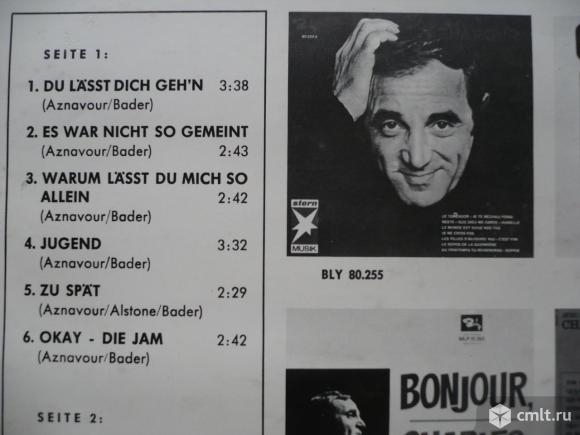 SEITE 1:
1. DU LÄSST DICH GEH'N 3:38
(Aznavour/Bader)
2. ES WAR NICHT SO GEMEINT
(Aznavour/Bader) 2:43
3. WARUM LÄSST DU MICH SO
ALLEIN 2:42
(Aznavour/Bader)
4. JUGEND 3:32
(Aznavour/Bader)
5. ZU SPÄT 2:29
(Aznavour/Alstone/Bader)
6. OKAY - DIE JAM 2:42
(Aznavour/Bader)
SEITE 2:
stern
MUSIK
BLY 80.255
BONJOUR,
cmlt.ru